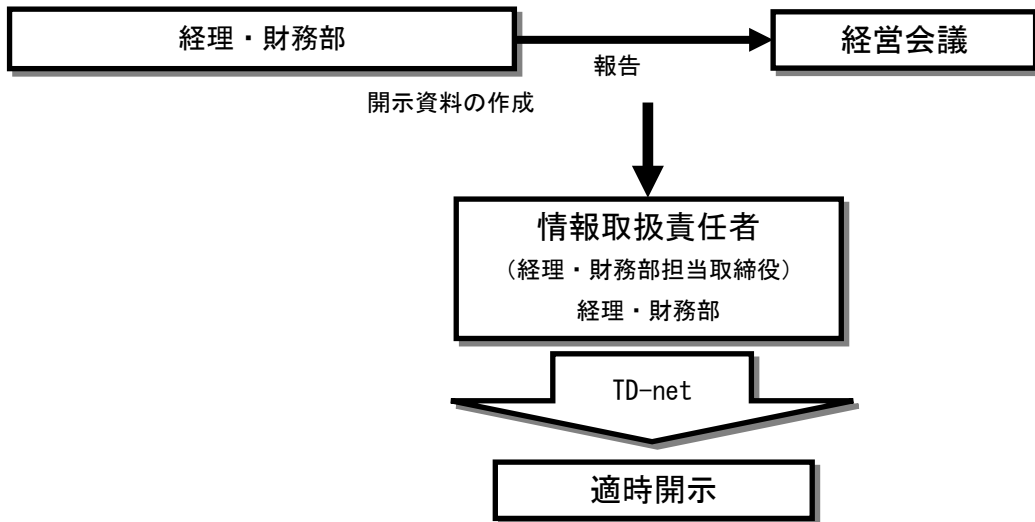 経理・財務部
経営会議
報告
開示資料の作成
情報取扱責任者
（経理・財務部担当取締役）
経理・財務部
TD-net
適時開示